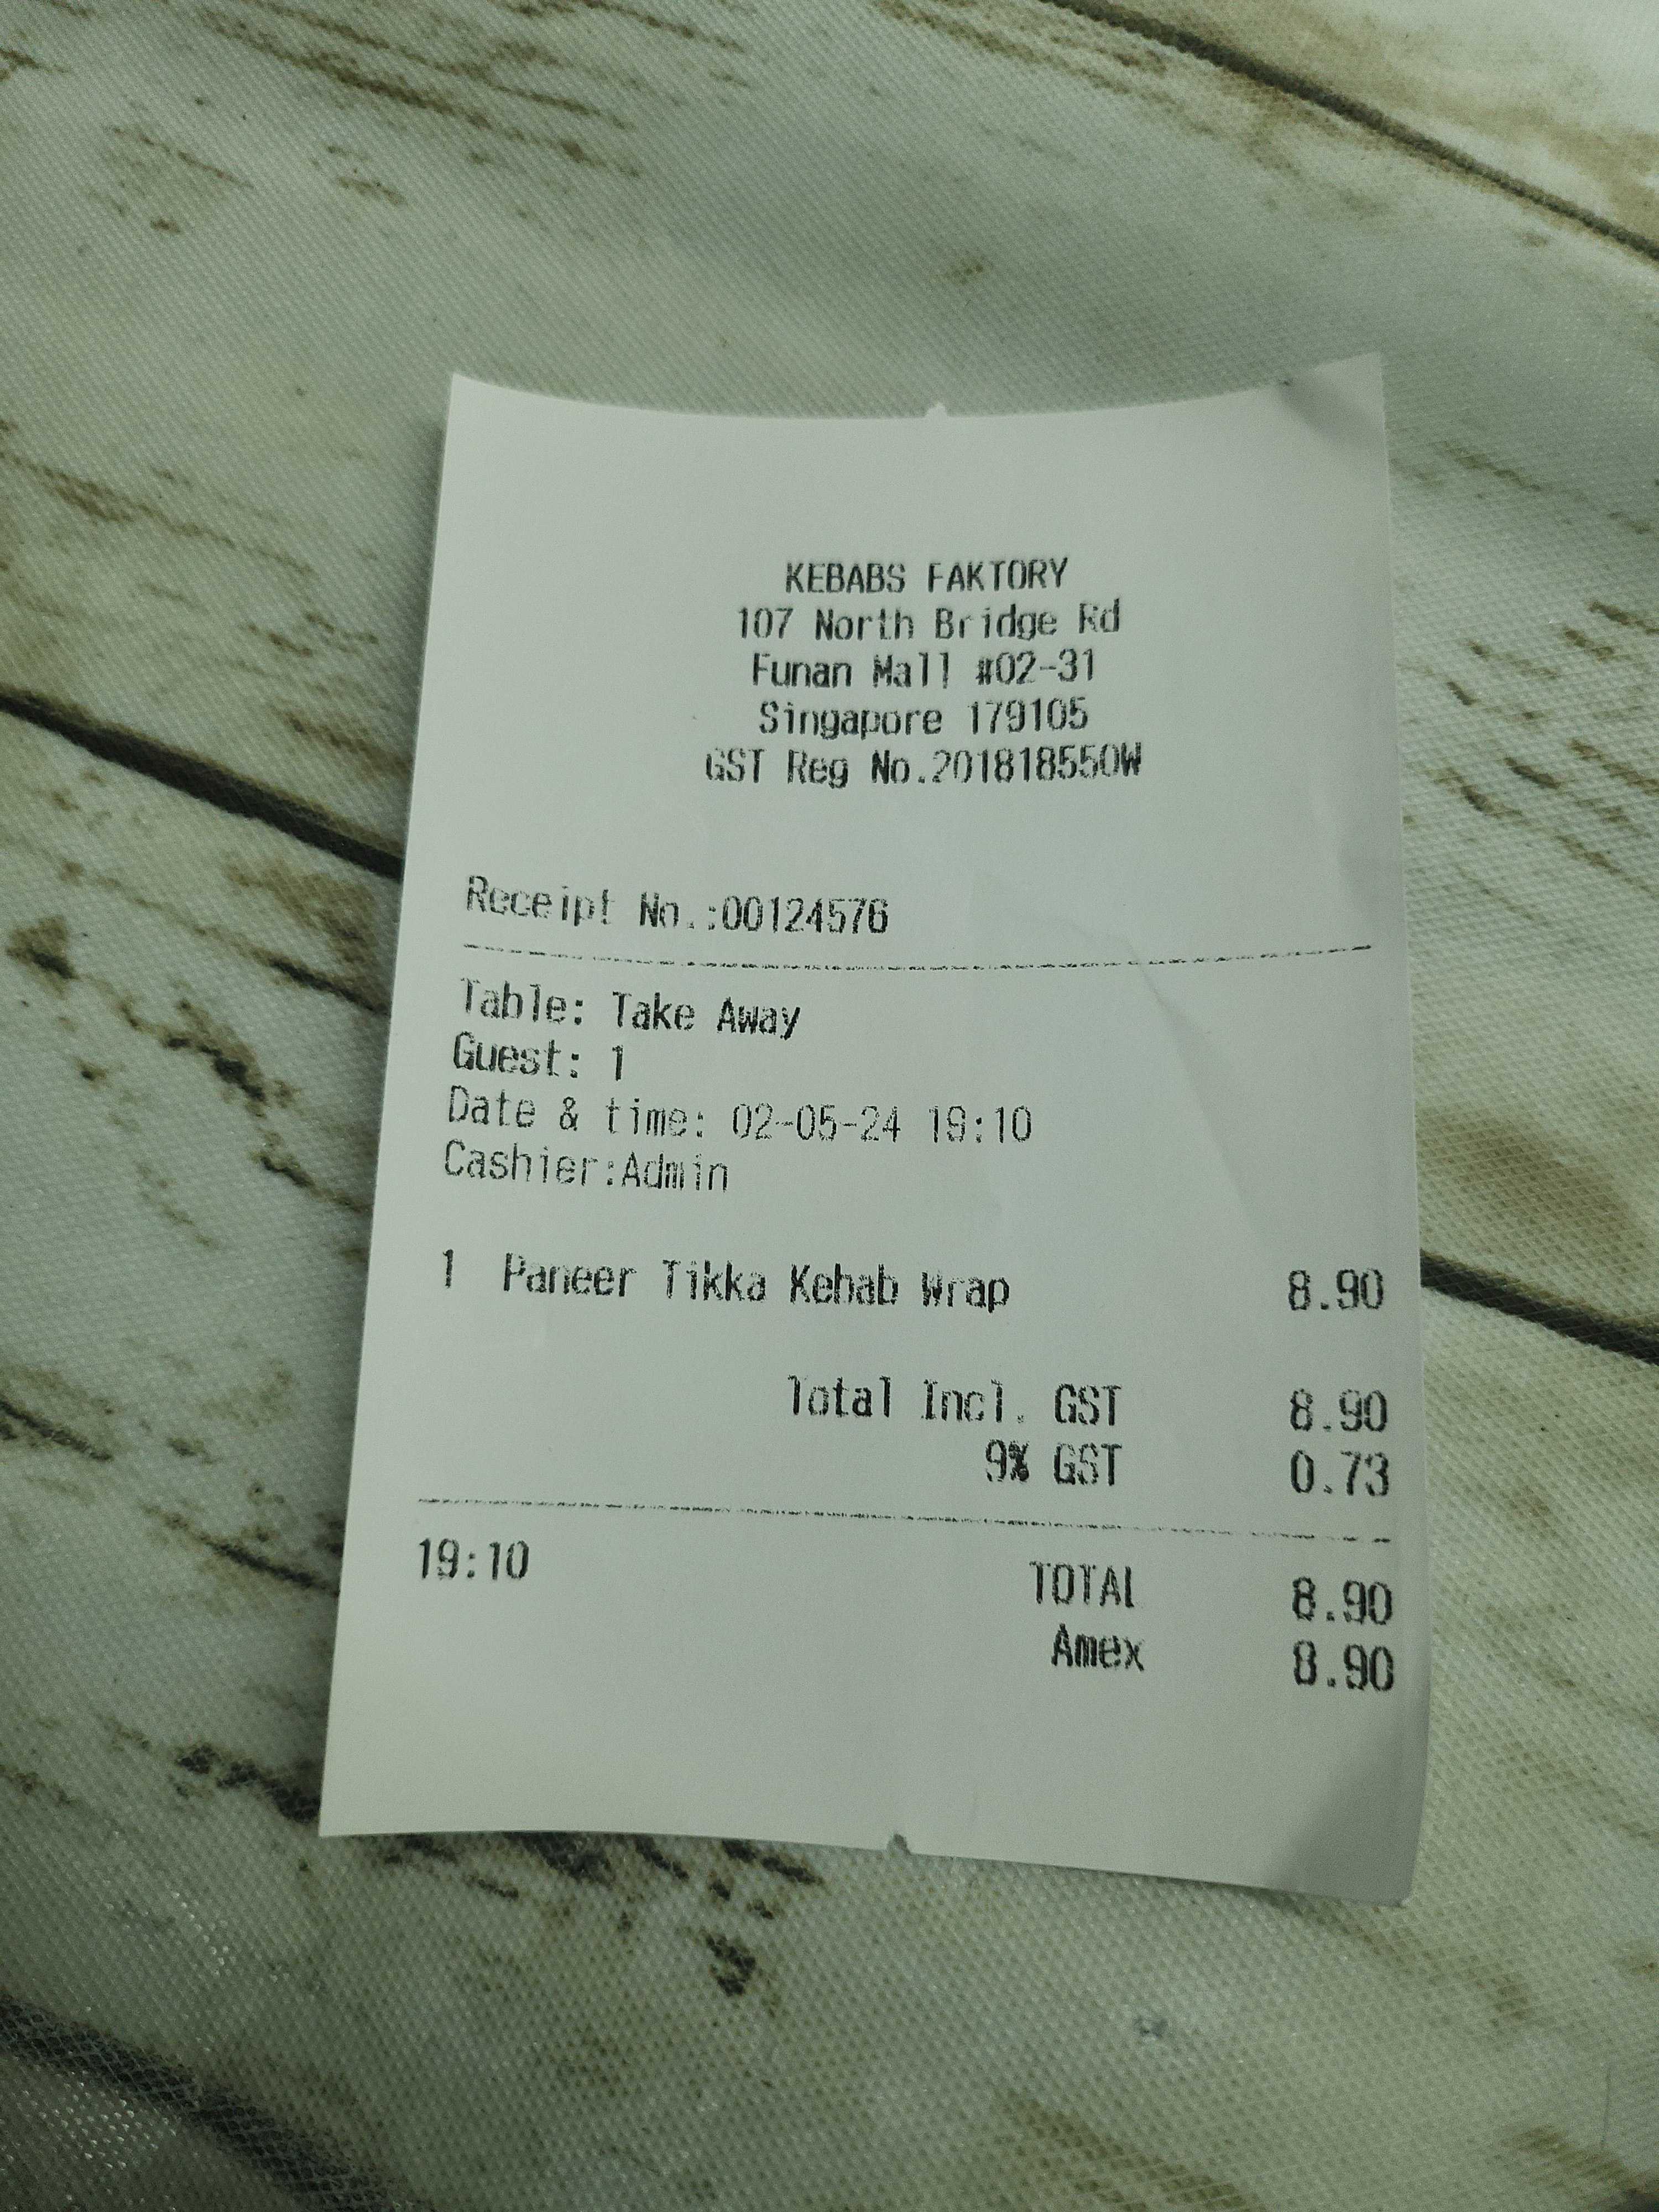 KEBABS FAKTORY
107 North Bridge Rd
Funan Mall #02-31
Singapore 179105
GST Reg No.201818550W
Receipt No.:00124576
Table: Take Away
Guest: 1
Date & time: 02-05-24 19:10
Cashier:Admin
1 Paneer Tikka Kebab Wrap 8.90
Total Incl. GST 8.90
9% GST 0.73
19:10 TOTAL 8.90
Amex 8.90